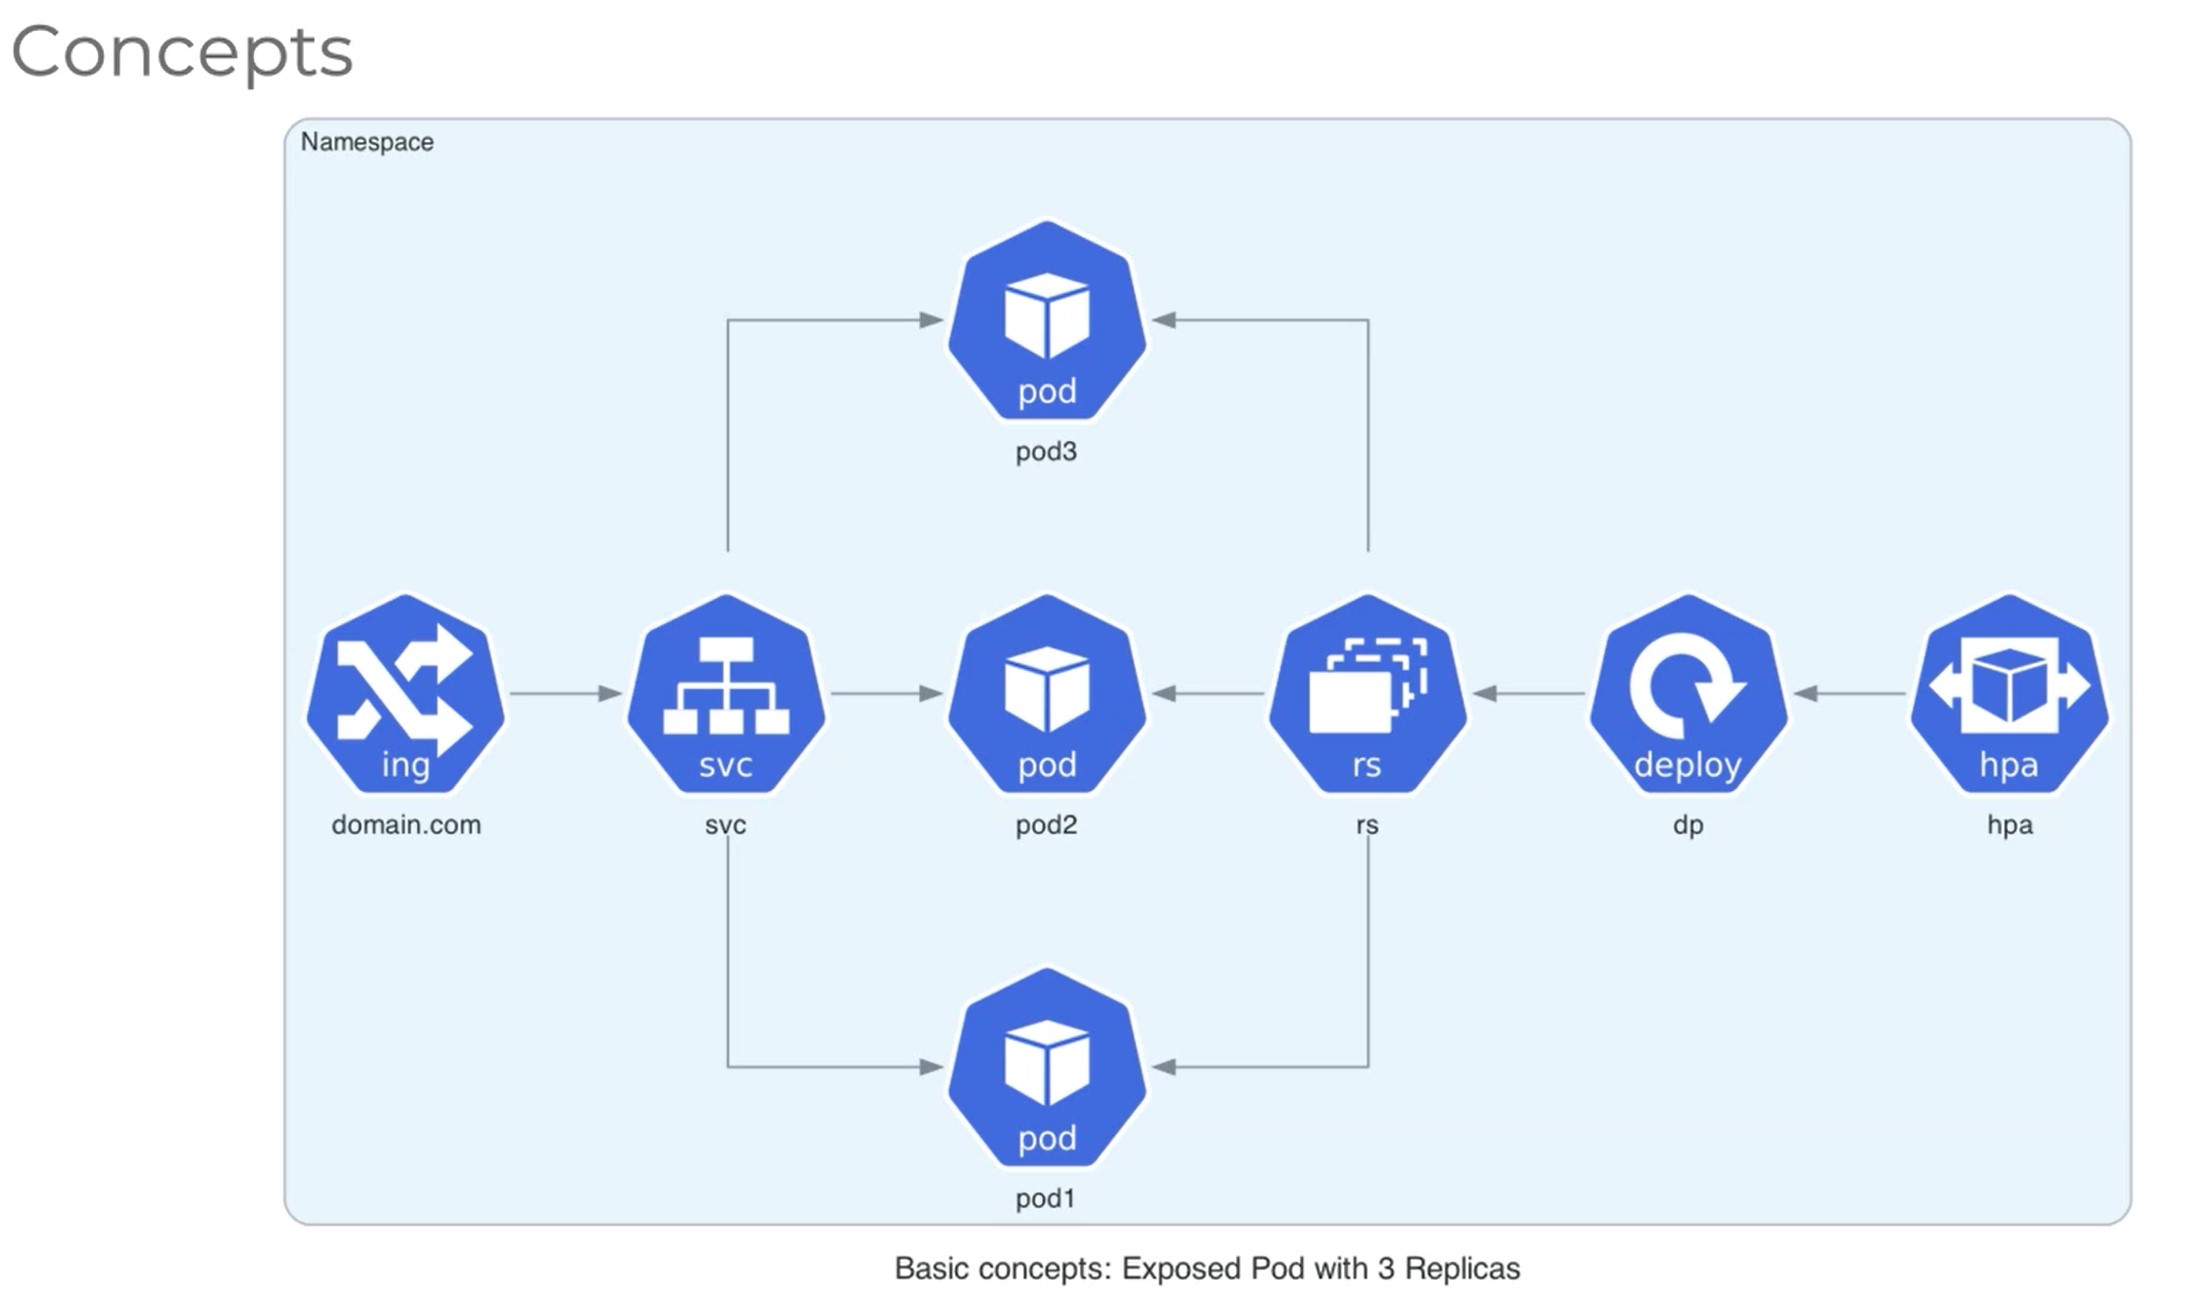 Concepts
Namespace
pod
pod3
ing
svc
pod
rs
deploy
hpa
domain.com
svc
pod2
rs
dp
hpa
pod
pod1
Basic concepts: Exposed Pod with 3 Replicas